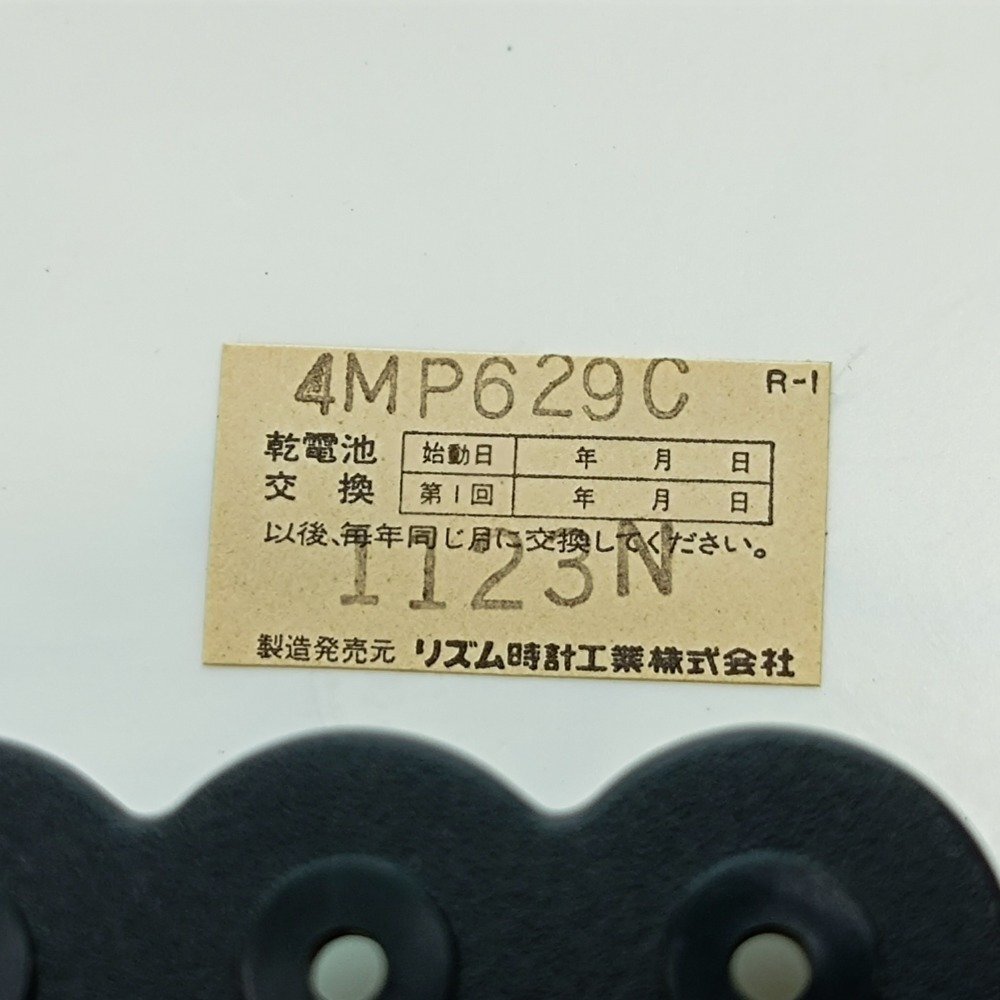 4MP629C R-1
乾電池 始動日 年 月 日
交換 第1回 年 月 日
以後、毎年同じ月に交換してください。
1123N
製造発売元 リズム時計工業株式会社